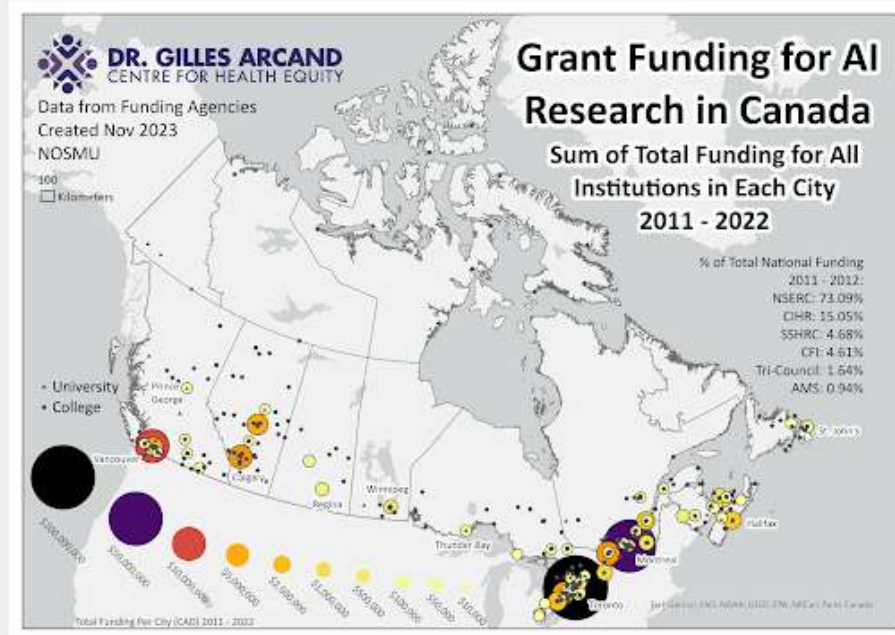 DR. GILLES ARCAND
CENTRE FOR HEALTH EQUITY
Data from Funding Agencies
Created Nov 2023
NOSMU
100
Kilometers
Grant Funding for AI
Research in Canada
Sum of Total Funding for All
Institutions in Each City
2011 - 2022
% of Total National Funding
2011 - 2012:
NSERC: 73.09%
CIHR: 15.05%
SSHRC: 4.68%
CFI: 4.61%
Tri-Council: 1.64%
AMS: 0.94%
University
College
Prince
George
Vancouver
Calgary
Regina
Winnipeg
Thunder Bay
Toronto
Montreal
Halifax
St. John's
$100,000,000
$50,000,000
$10,000,000
$5,000,000
$2,500,000
$1,000,000
$500,000
$100,000
$50,000
$10,000
Total Funding Per City (CAD) 2011 - 2022